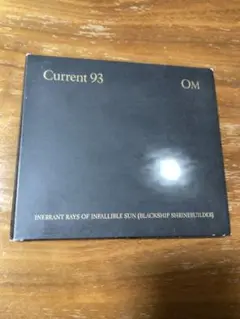 Current 93 OM
INERRANT RAYS OF INFALLIBLE SUN (BLACKSHIP SHRINEBUILDER)